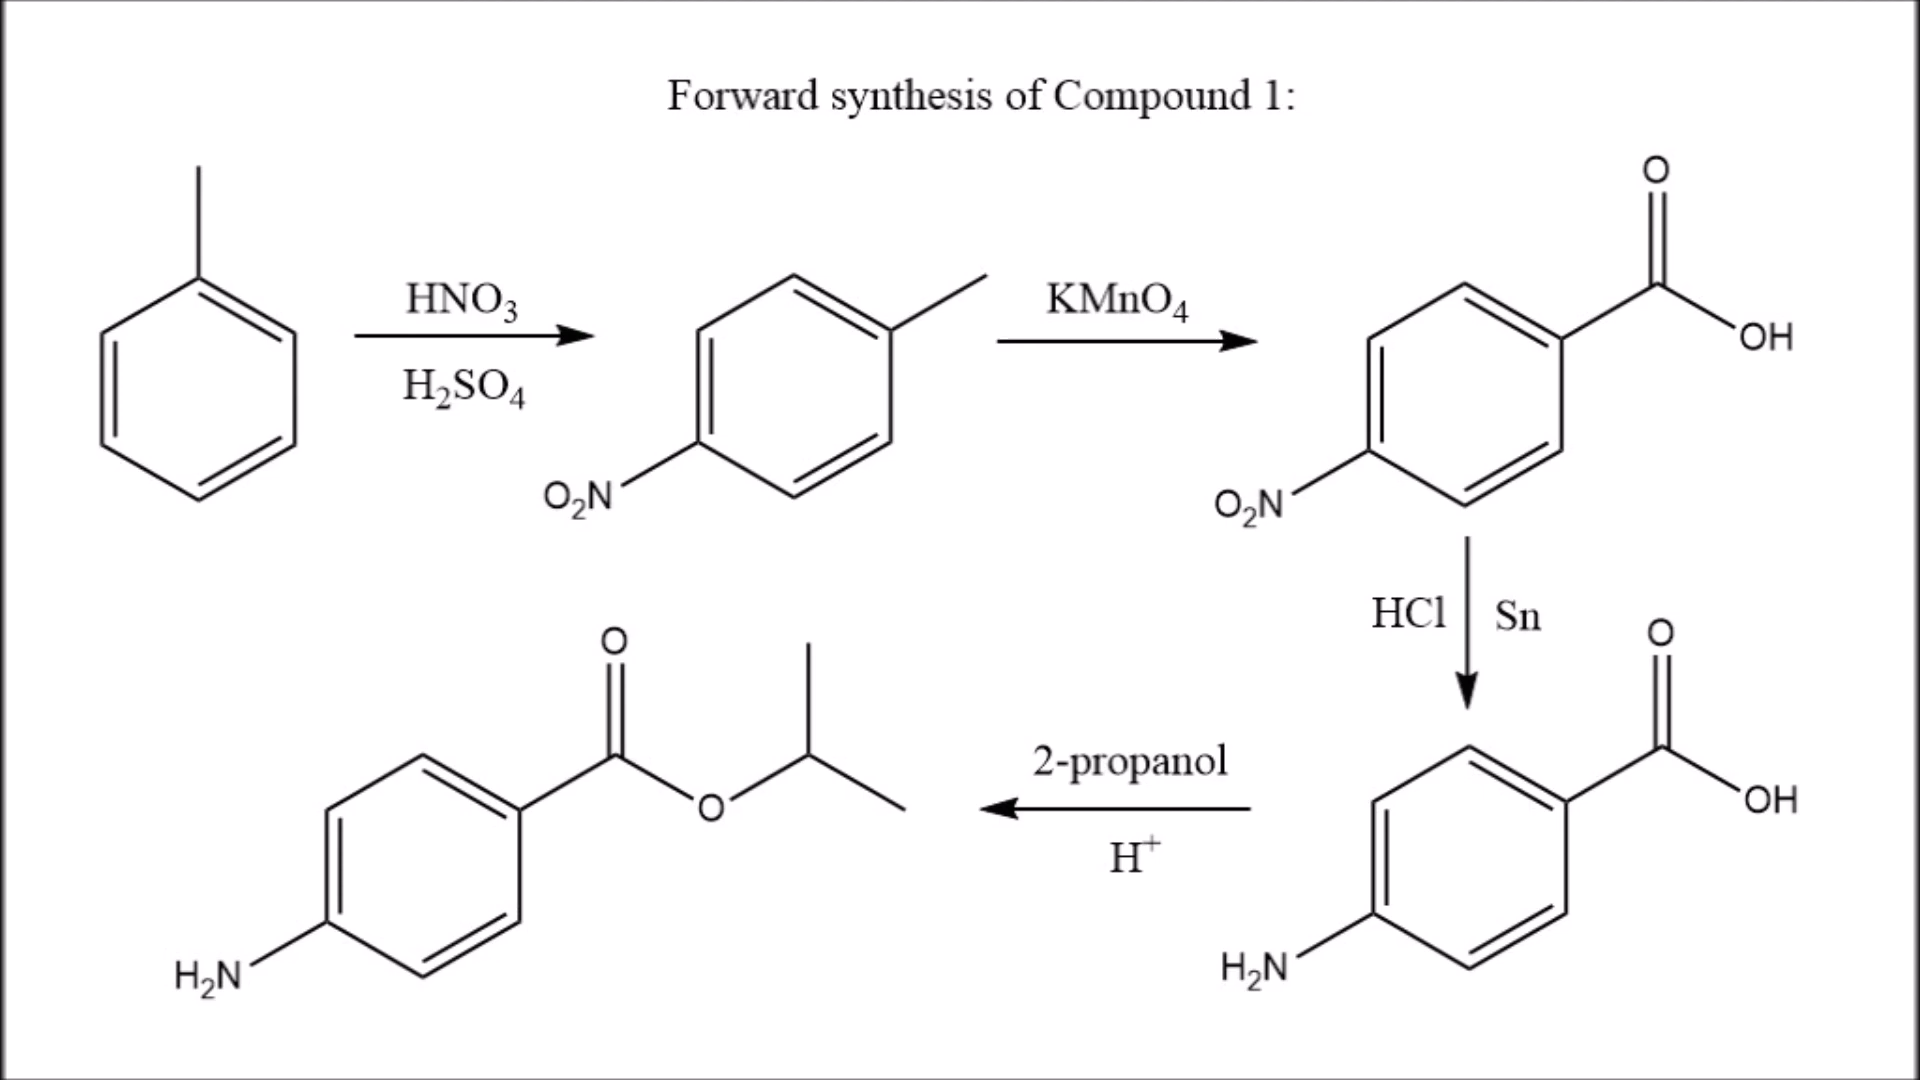 Forward synthesis of Compound 1:
HNO₃
H₂SO₄
O₂N
KMnO₄
O
OH
O₂N
HCl
Sn
O
OH
H₂N
2-propanol
H⁺
O
O
H₂N